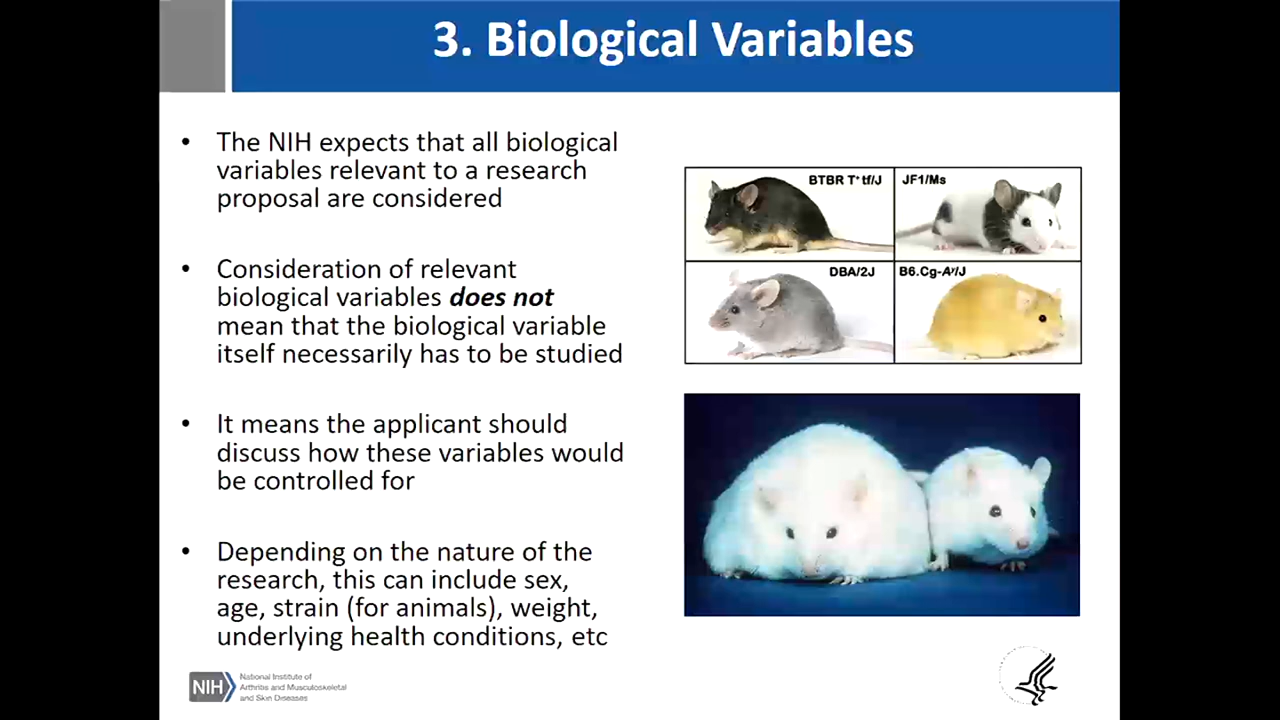 3. Biological Variables
• The NIH expects that all biological
variables relevant to a research
proposal are considered
• Consideration of relevant
biological variables does not
mean that the biological variable
itself necessarily has to be studied
• It means the applicant should
discuss how these variables would
be controlled for
• Depending on the nature of the
research, this can include sex,
age, strain (for animals), weight,
underlying health conditions, etc
BTBR T⁺ tf/J
JF1/Ms
DBA/2J
B6.Cg-Aʸ/J
NIH
National Institute of
Arthritis and Musculoskeletal
and Skin Diseases